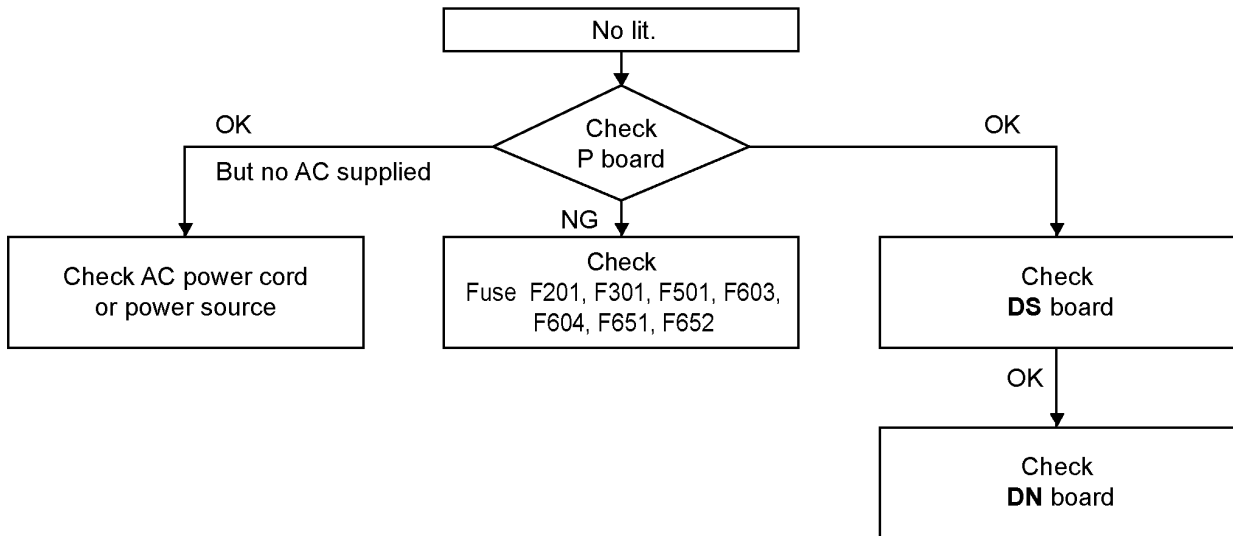 No lit.
Check
P board
OK
But no AC supplied
OK
NG
Check AC power cord
or power source
Check
Fuse F201, F301, F501, F603,
F604, F651, F652
Check
DS board
OK
Check
DN board